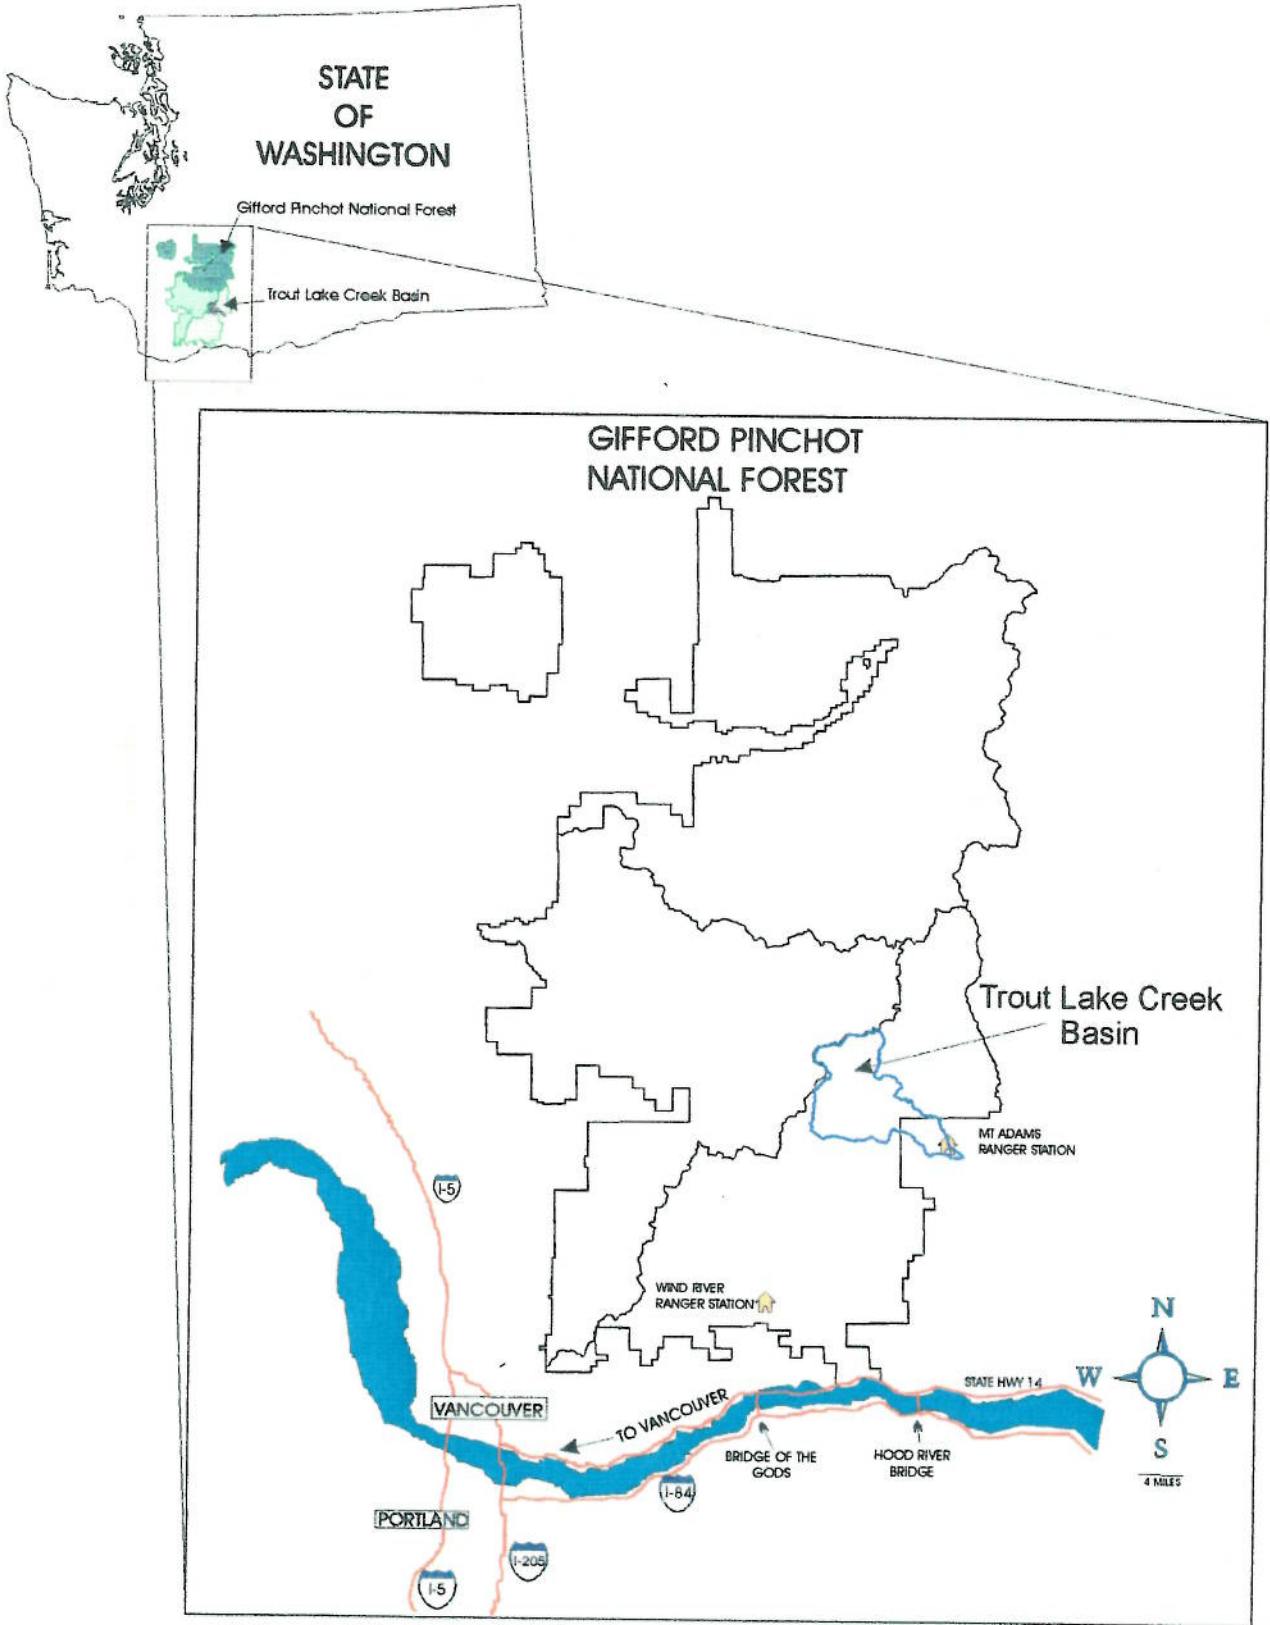 STATE
OF
WASHINGTON
Gifford Pinchot National Forest
Trout Lake Creek Basin
GIFFORD PINCHOT
NATIONAL FOREST
Trout Lake Creek
Basin
MT ADAMS
RANGER STATION
I-5
WIND RIVER
RANGER STATION
N
W
E
S
4 MILES
STATE HWY 14
VANCOUVER
TO VANCOUVER
BRIDGE OF THE
GODS
HOOD RIVER
BRIDGE
I-84
PORTLAND
I-205
I-5